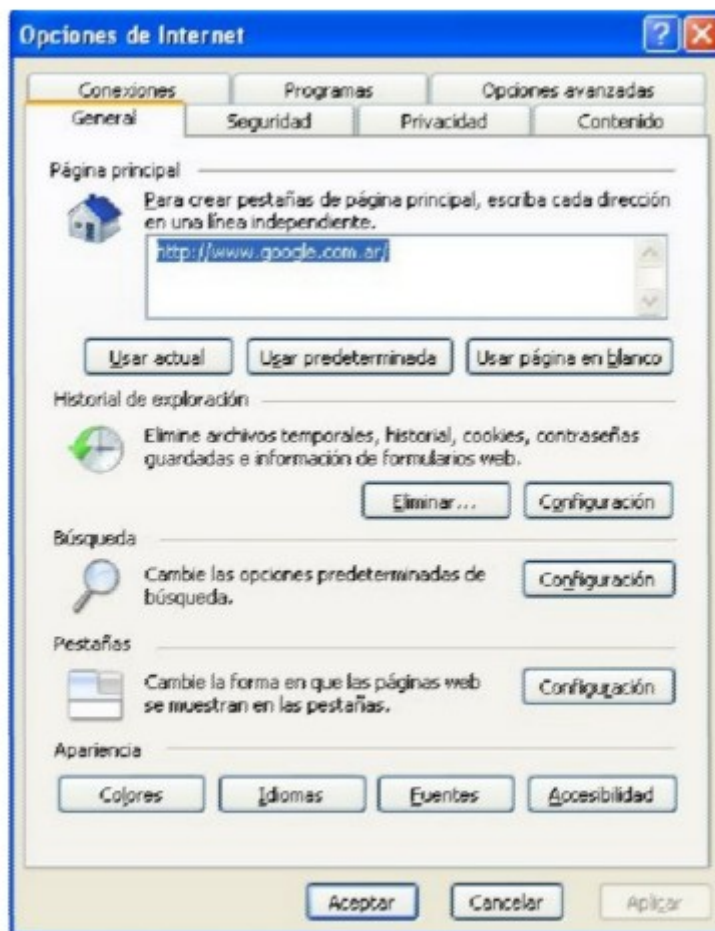 Opciones de Internet
Conexiones Programas Opciones avanzadas
General Seguridad Privacidad Contenido
Página principal
Para crear pestañas de página principal, escriba cada dirección
en una línea independiente.
http://www.google.com.ar/
Usar actual Usar predeterminada Usar página en blanco
Historial de exploración
Elimine archivos temporales, historial, cookies, contraseñas
guardadas e información de formularios web.
Eliminar... Configuración
Búsqueda
Cambie las opciones predeterminadas de
búsqueda.
Configuración
Pestañas
Cambie la forma en que las páginas web
se muestran en las pestañas.
Configuración
Apariencia
Colores Idiomas Fuentes Accesibilidad
Aceptar Cancelar Aplicar